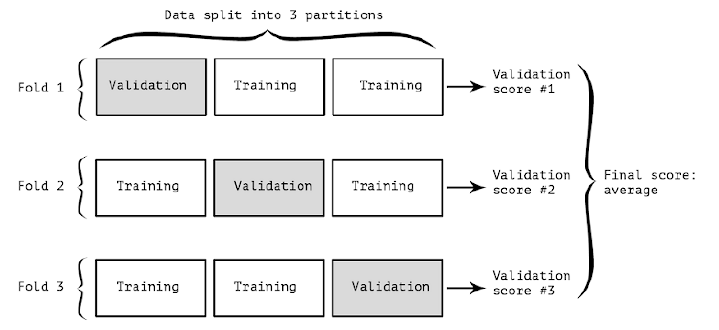 Data split into 3 partitions
Fold 1
Validation
Training
Training
Validation
score #1
Fold 2
Training
Validation
Training
Validation
score #2
Final score:
average
Fold 3
Training
Training
Validation
Validation
score #3